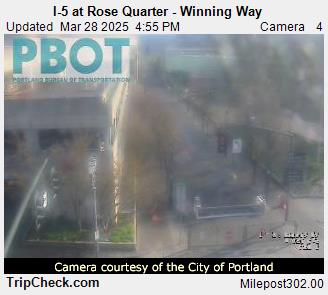 I-5 at Rose Quarter - Winning Way
Updated Mar 28 2025 4:55 PM Camera 4
PBOT
PORTLAND BUREAU OF TRANSPORTATION
Camera courtesy of the City of Portland
TripCheck.com Milepost302.00